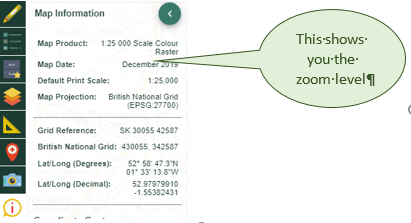 Map Information
Map Product: 1:25 000 Scale Colour
Raster
Map Date: December 2019
Default Print Scale: 1:25,000
Map Projection: British National Grid
(EPSG:27700)
Grid Reference: SK 30055 42587
British National Grid: 430055, 342587
Lat/Long (Degrees): 52° 58' 47.3"N
01° 33' 13.8"W
Lat/Long (Decimal): 52.97979910
-1.55382431
This·shows·
you·the·
zoom·level¶